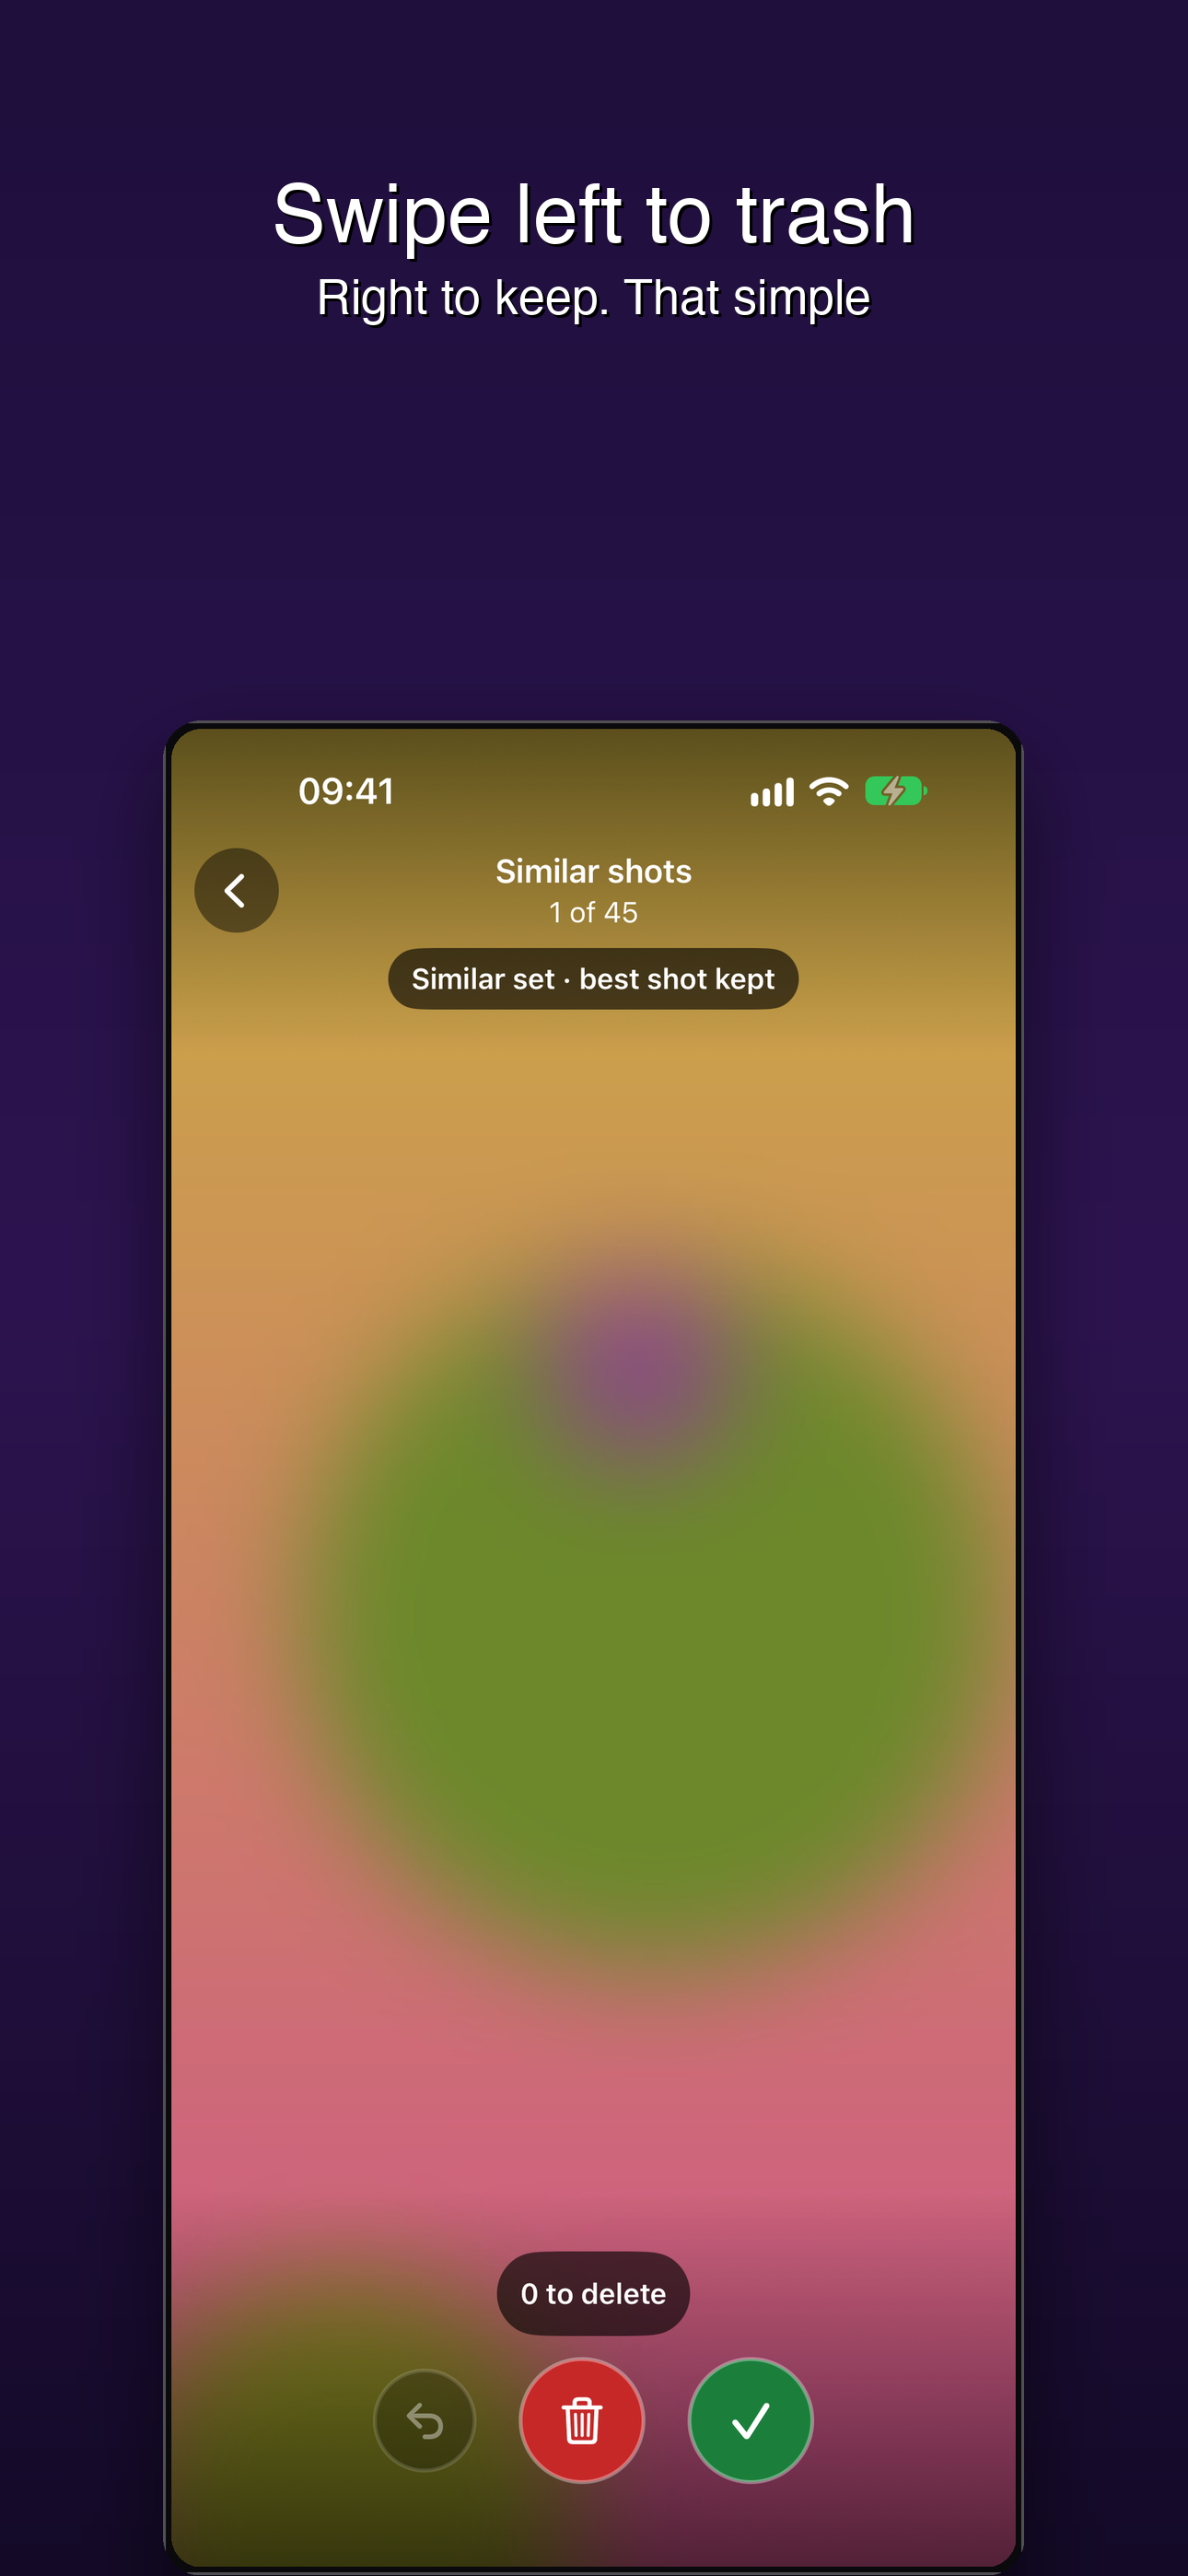 Swipe left to trash
Right to keep. That simple
09:41
Similar shots
1 of 45
Similar set · best shot kept
0 to delete